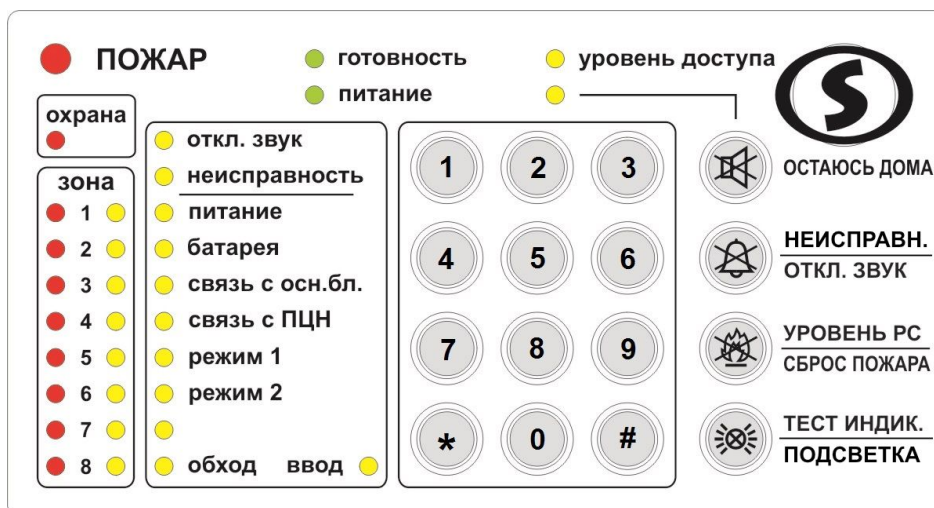 ПОЖАР
готовность
питание
уровень доступа
охрана
зона
1
2
3
4
5
6
7
8
откл. звук
неисправность
питание
батарея
связь с осн.бл.
связь с ПЦН
режим 1
режим 2
обход ввод
1 2 3
4 5 6
7 8 9
* 0 #
S
ОСТАЮСЬ ДОМА
НЕИСПРАВН.
ОТКЛ. ЗВУК
УРОВЕНЬ РС
СБРОС ПОЖАРА
ТЕСТ ИНДИК.
ПОДСВЕТКА